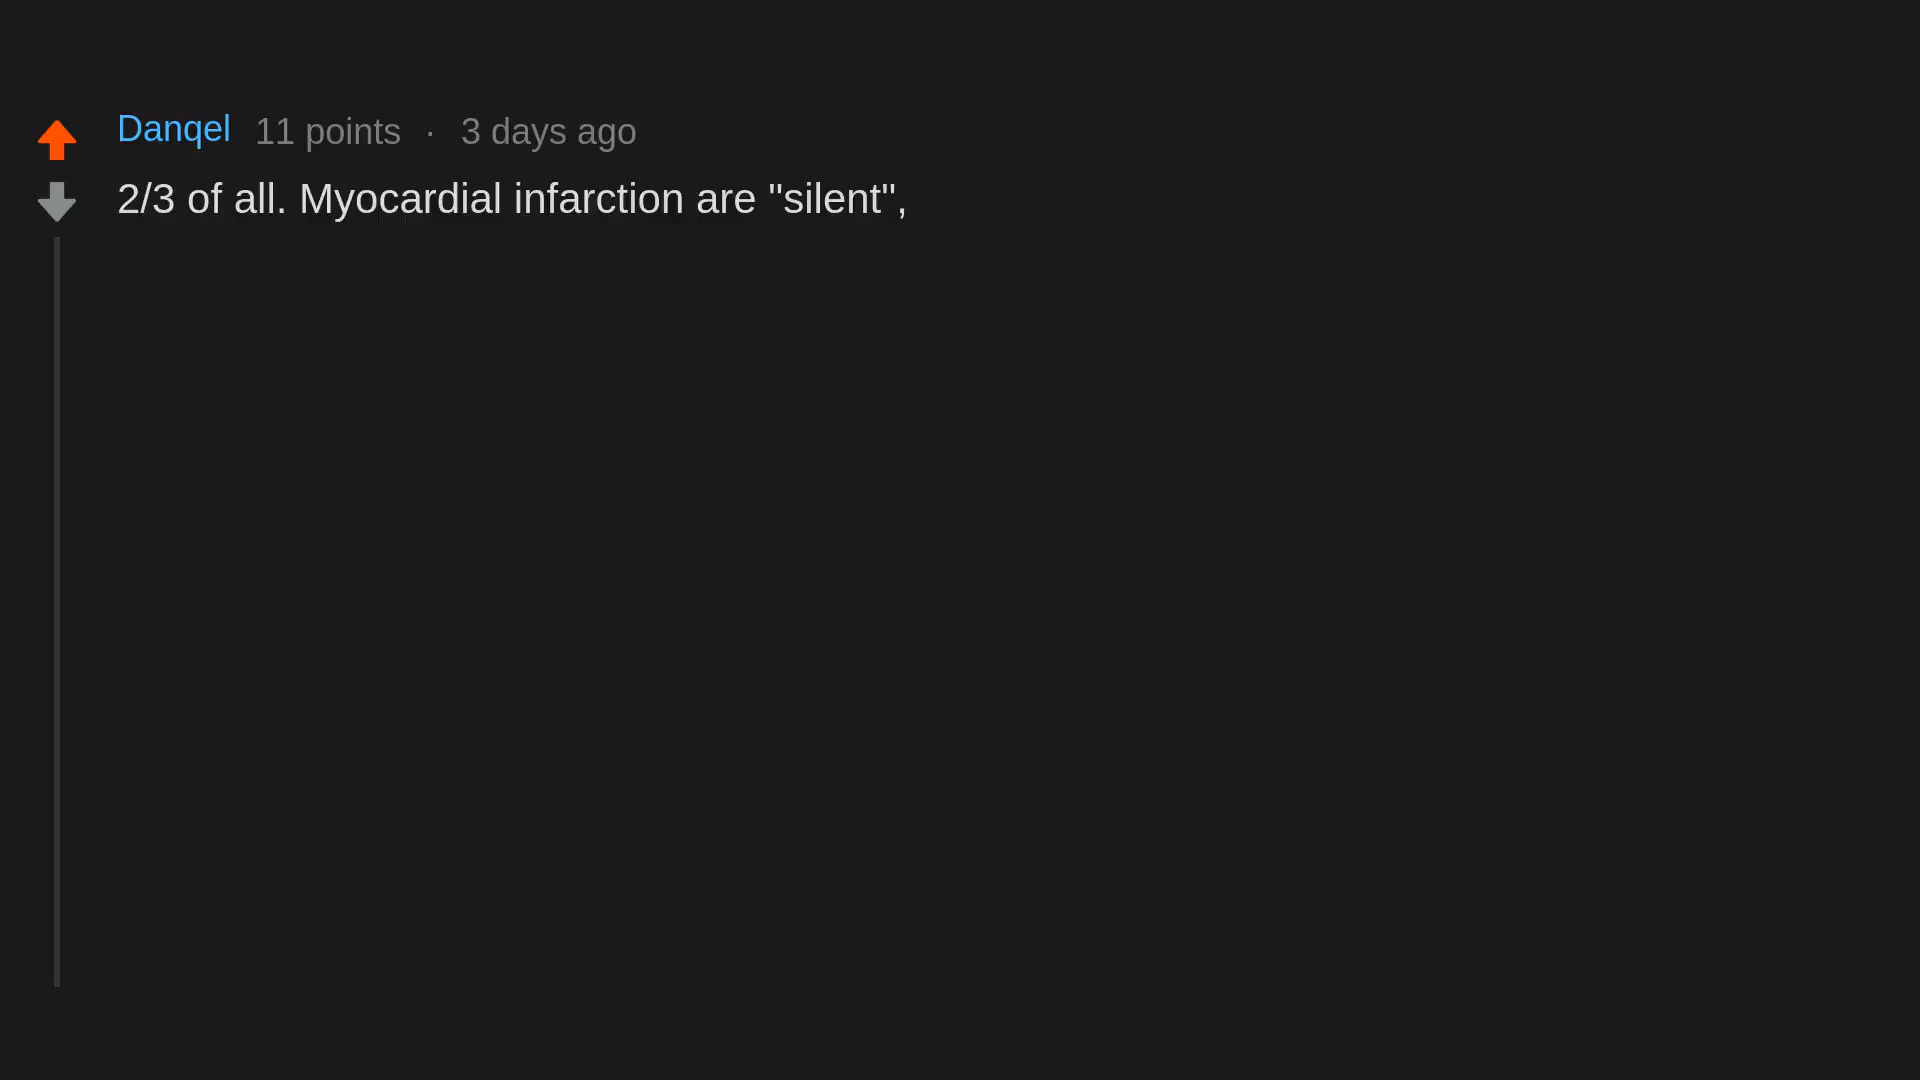 Danqel 11 points · 3 days ago
2/3 of all. Myocardial infarction are "silent",